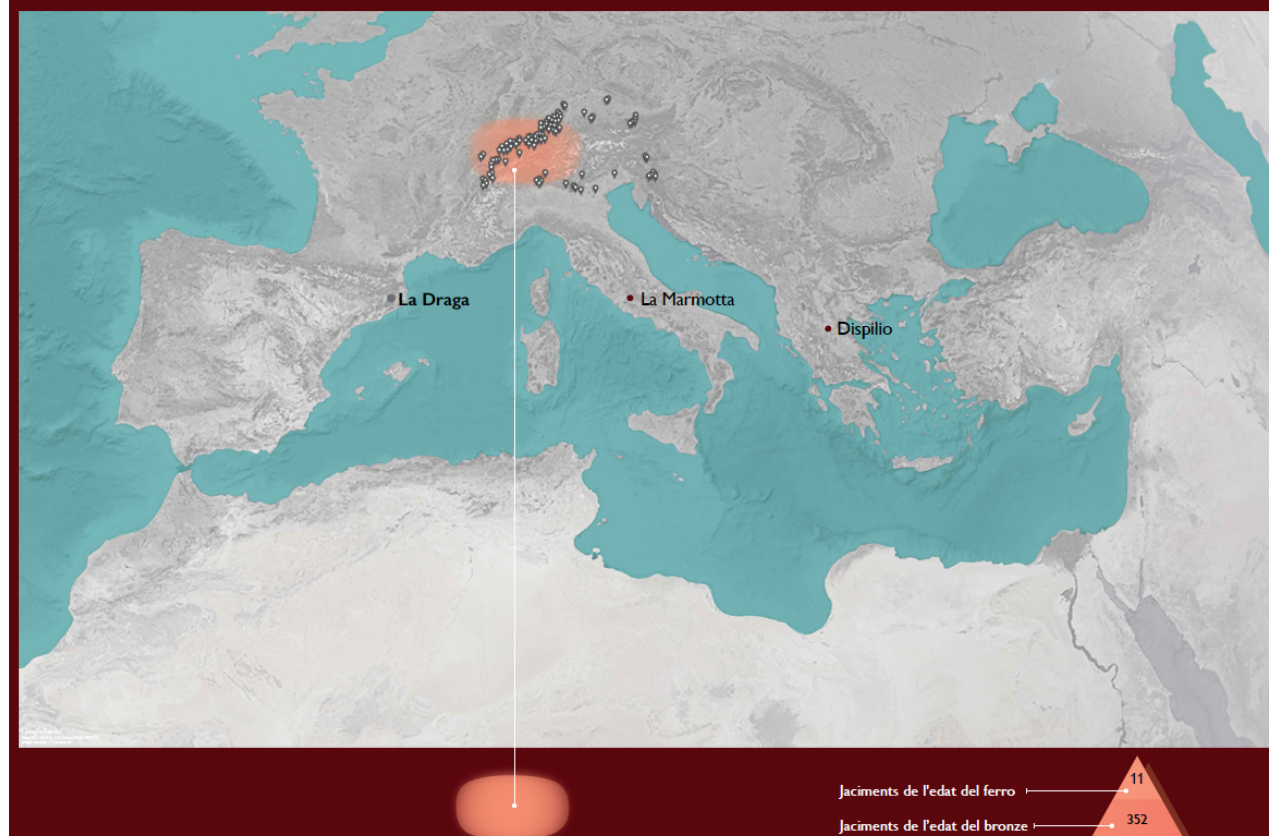 La Draga
La Marmotta
Dispilio
Jaciments de l'edat del ferro
11
Jaciments de l'edat del bronze
352